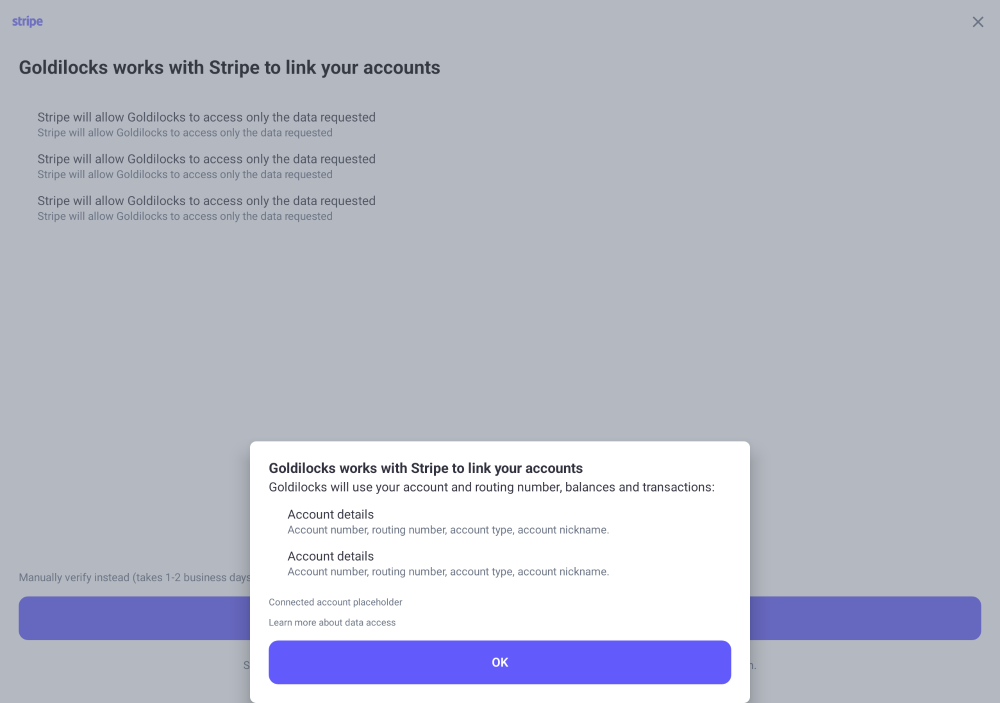 stripe
Goldilocks works with Stripe to link your accounts
Stripe will allow Goldilocks to access only the data requested
Stripe will allow Goldilocks to access only the data requested
Stripe will allow Goldilocks to access only the data requested
Stripe will allow Goldilocks to access only the data requested
Stripe will allow Goldilocks to access only the data requested
Stripe will allow Goldilocks to access only the data requested
Goldilocks works with Stripe to link your accounts
Goldilocks will use your account and routing number, balances and transactions:
Account details
Account number, routing number, account type, account nickname.
Account details
Account number, routing number, account type, account nickname.
Manually verify instead (takes 1-2 business days
Connected account placeholder
Learn more about data access
OK